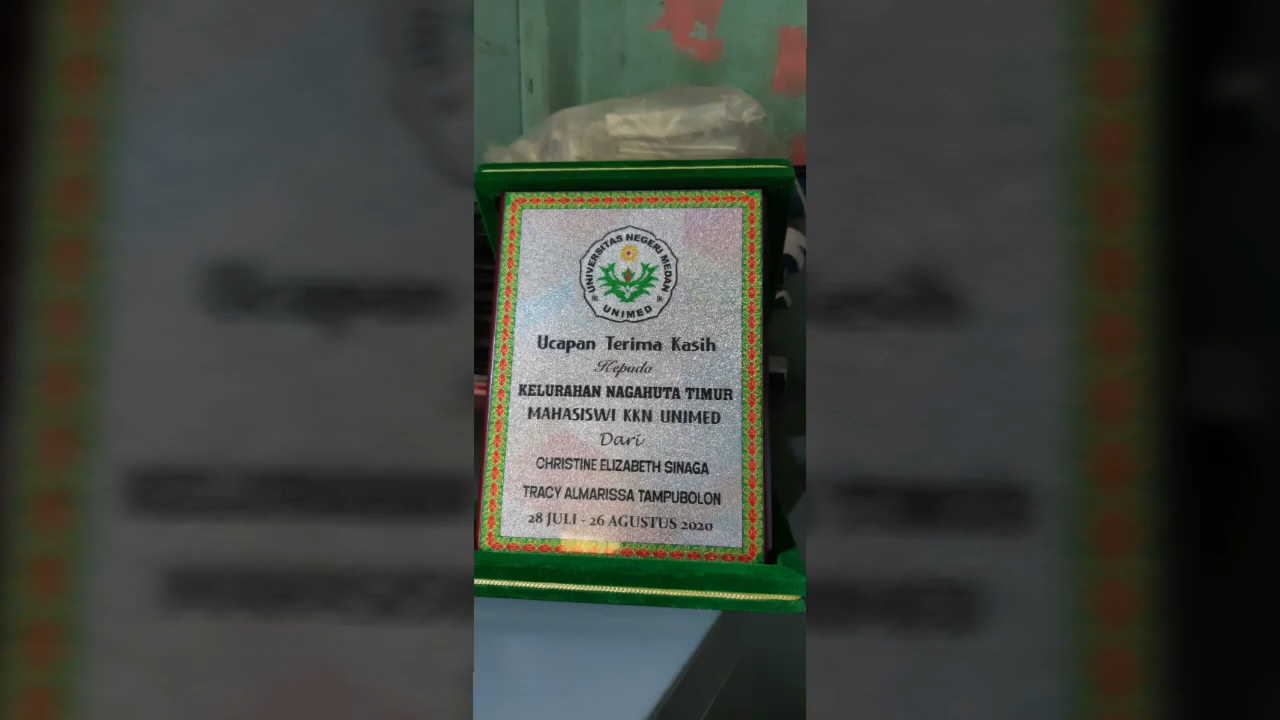 UNIVERSITAS NEGERI MEDAN
UNIMED
Ucapan Terima Kasih
Kepada
KELURAHAN NAGAHUTA TIMUR
MAHASISWI KKN UNIMED
Dari
CHRISTINE ELIZABETH SINAGA
TRACY ALMARISSA TAMPUBOLON
28 JULI - 26 AGUSTUS 2020